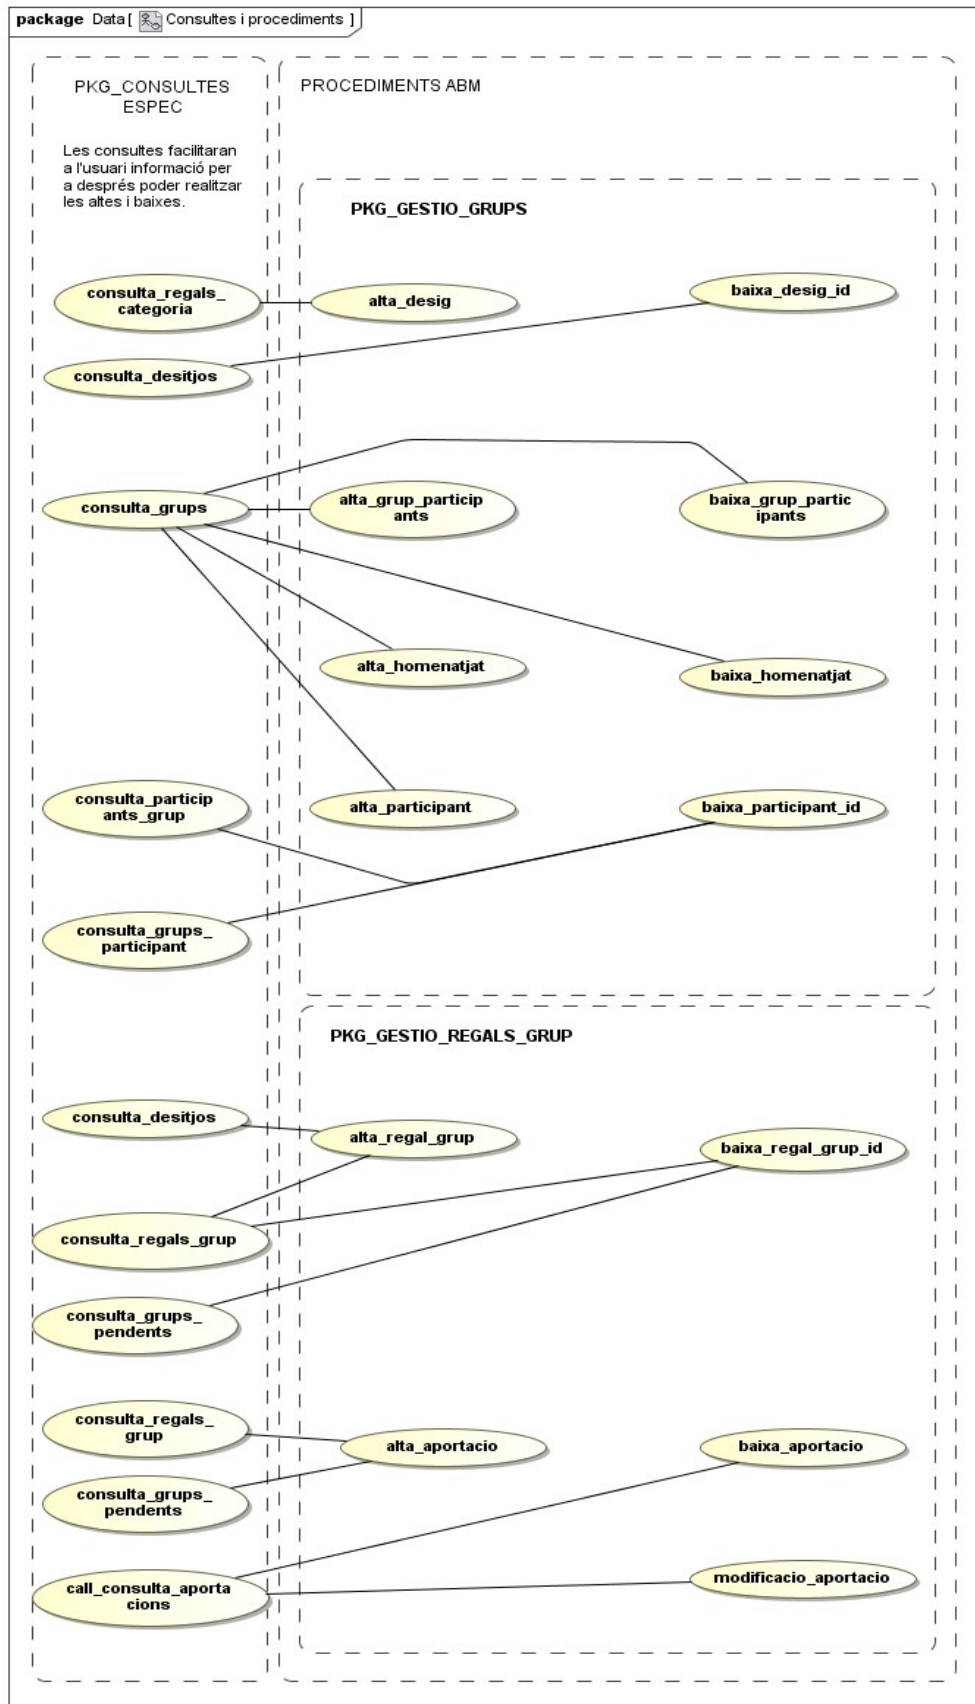 package Data [ Consultes i procediments ]
PKG_CONSULTES
ESPEC
Les consultes facilitaran
a l'usuari informació per
a després poder realitzar
les altes i baixes.
PROCEDIMENTS ABM
PKG_GESTIO_GRUPS
consulta_regals_
categoria
alta_desig
baixa_desig_id
consulta_desitjos
consulta_grups
alta_grup_particip
ants
baixa_grup_partic
ipants
alta_homenatjat
baixa_homenatjat
consulta_particip
ants_grup
alta_participant
baixa_participant_id
consulta_grups_
participant
PKG_GESTIO_REGALS_GRUP
consulta_desitjos
alta_regal_grup
baixa_regal_grup_id
consulta_regals_grup
consulta_grups_
pendents
consulta_regals_
grup
alta_aportacio
baixa_aportacio
consulta_grups_
pendents
call_consulta_aporta
cions
modificacio_aportacio